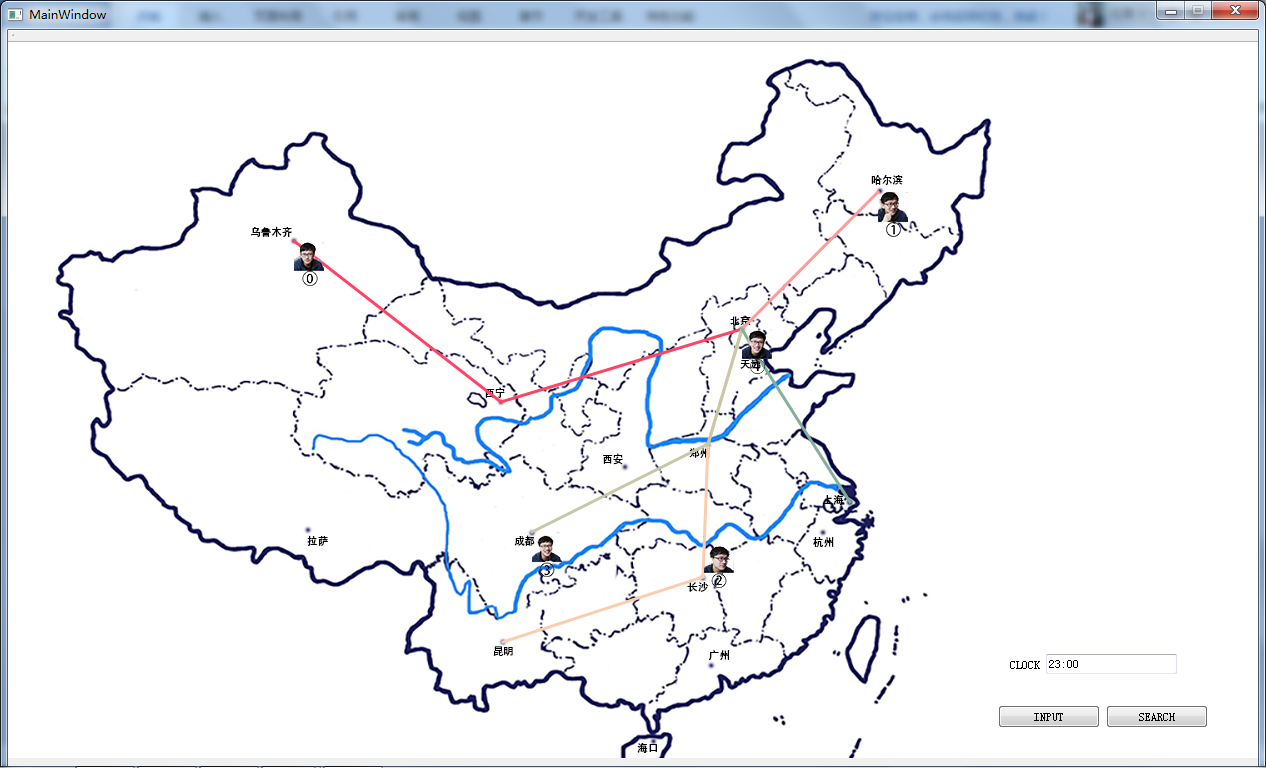 MainWindow
哈尔滨
①
乌鲁木齐
⓪
北京
天津
西宁
郑州
西安
上海
拉萨
成都
③
杭州
长沙
②
昆明
广州
CLOCK 23:00
INPUT SEARCH
海口